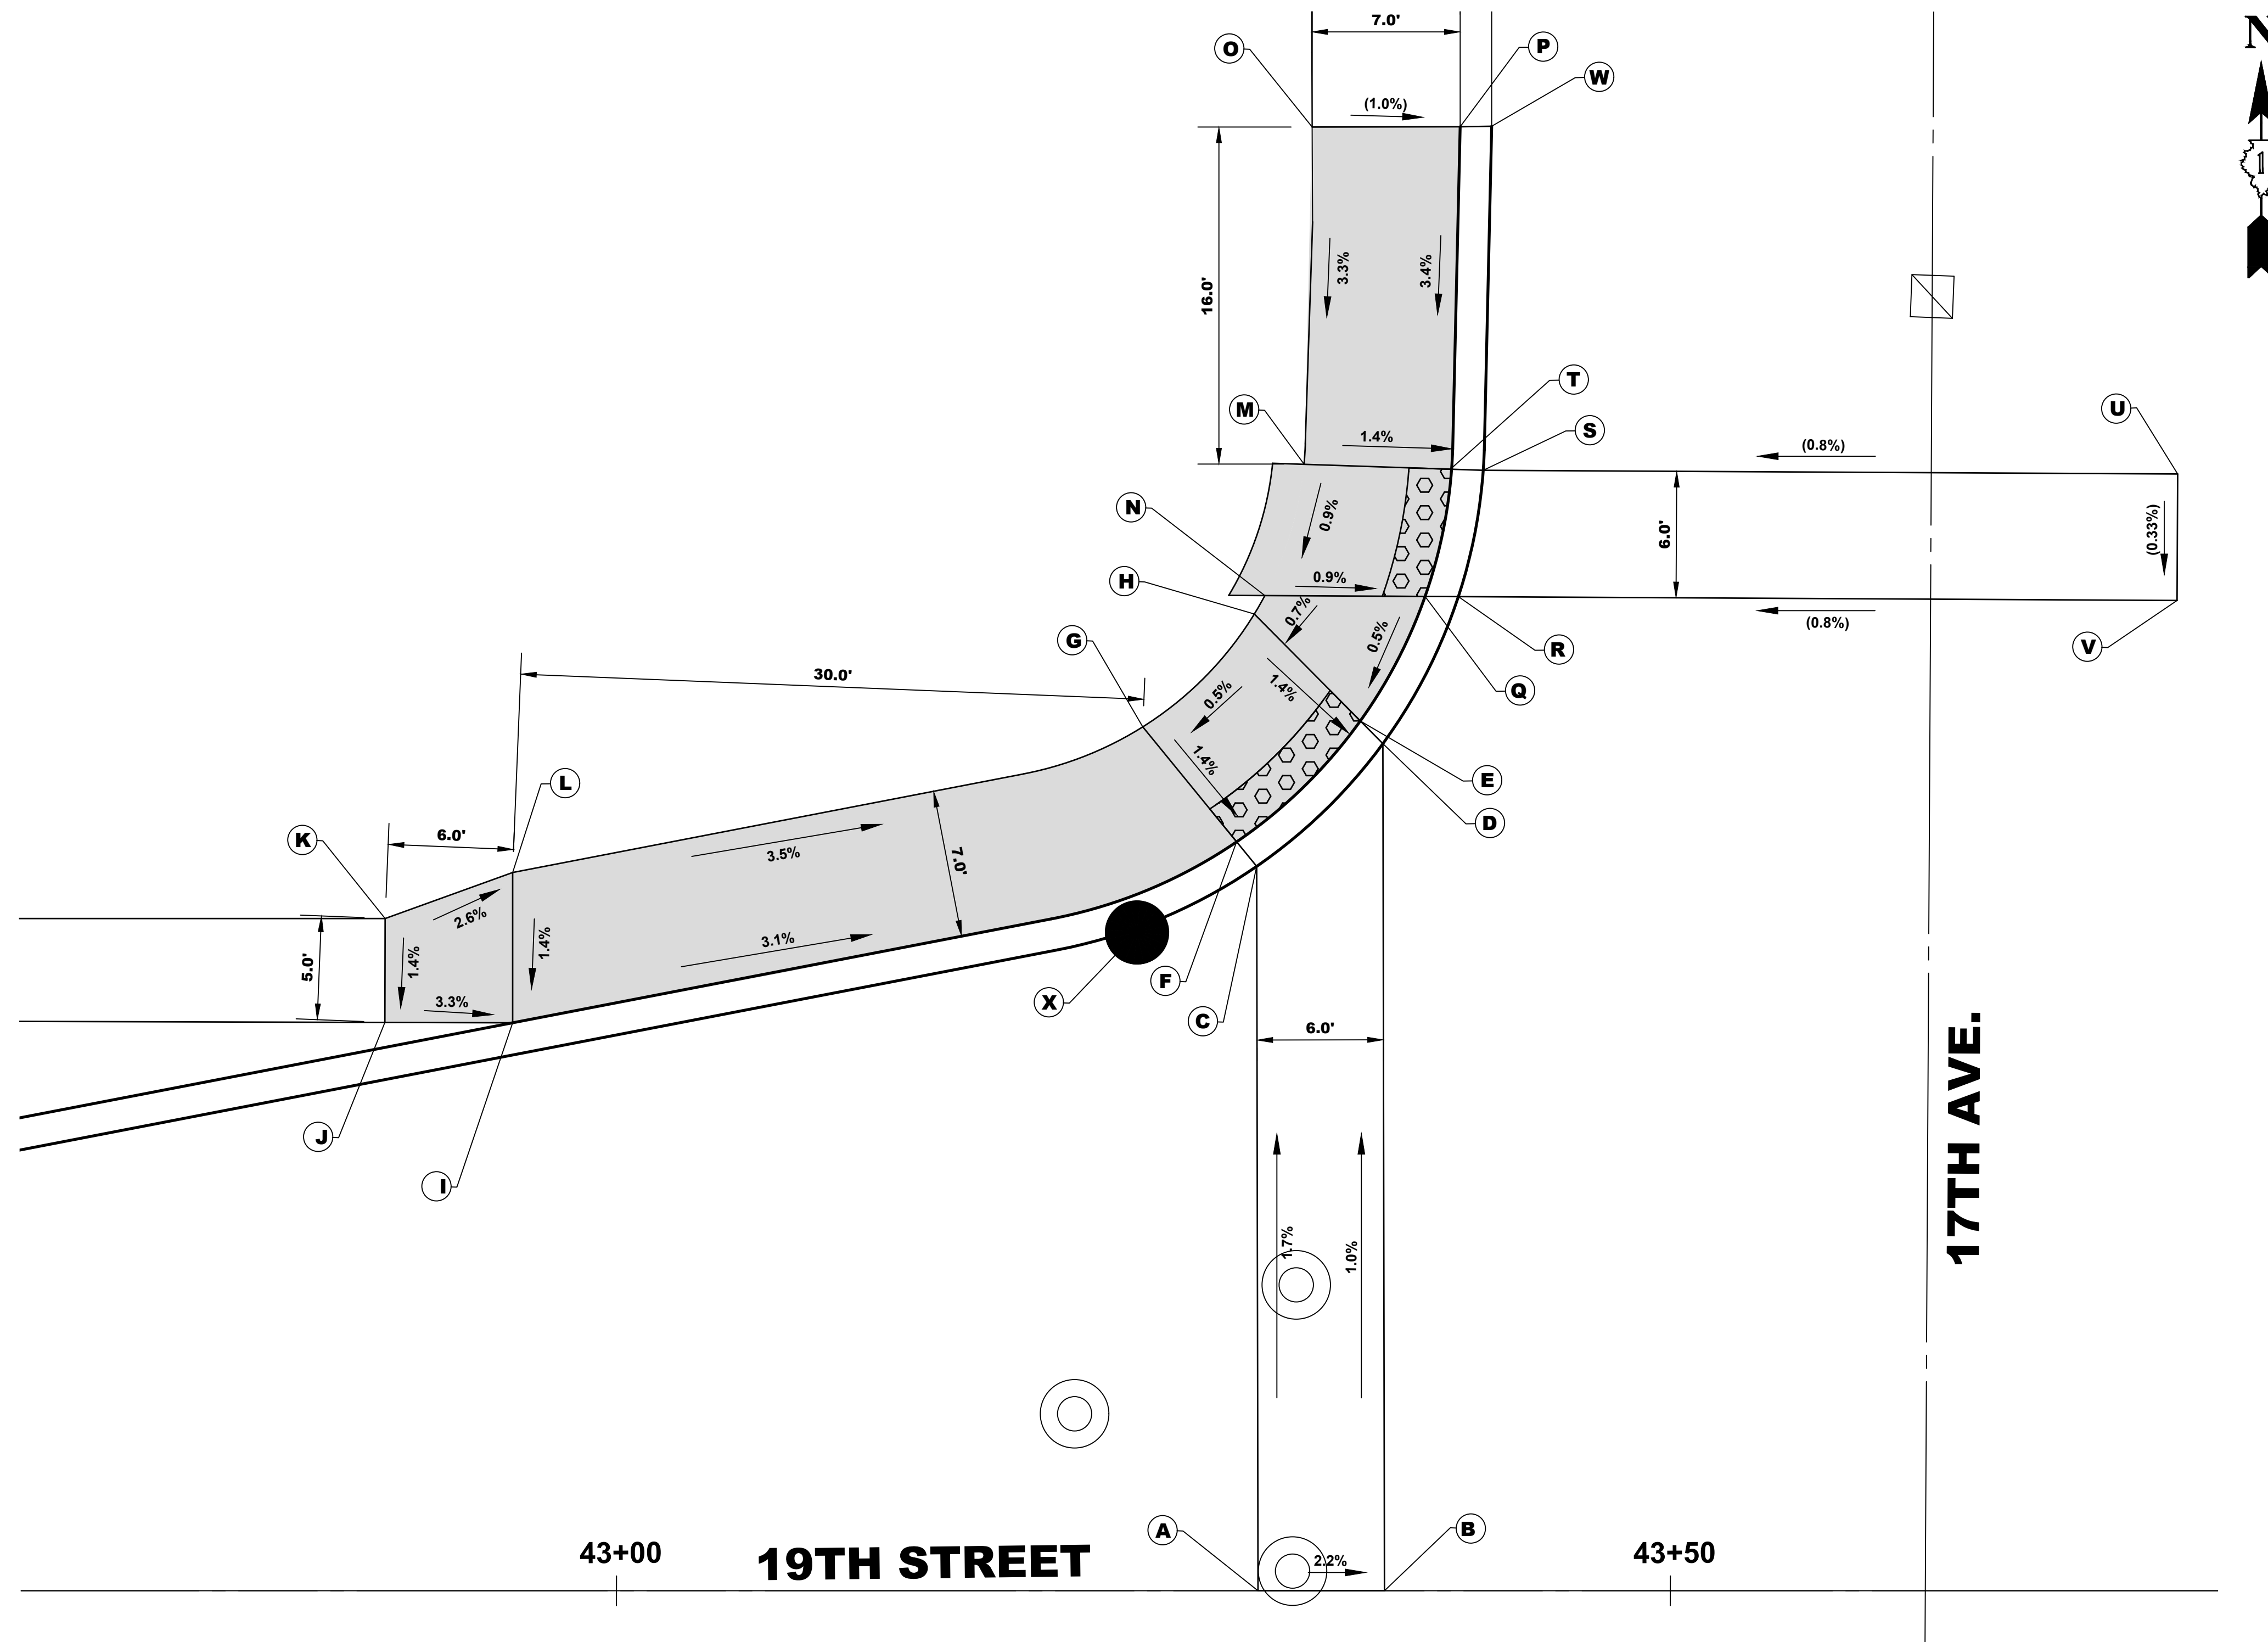 7.0'
N
O
P
W
(1.0%)
1
16.0'
3.3%
3.4%
T
M
1.4%
S
U
(0.8%)
N
0.9%
6.0'
(0.33%)
H
0.9%
0.7%
0.5%
(0.8%)
G
R
V
Q
30.0'
0.5%
1.4%
1.4%
L
E
D
K
6.0'
3.5%
7.0'
2.6%
1.4%
1.4%
3.1%
5.0'
3.3%
X
F
C
6.0'
17TH AVE.
J
I
1.7%
1.0%
A
B
43+00
19TH STREET
2.2%
43+50